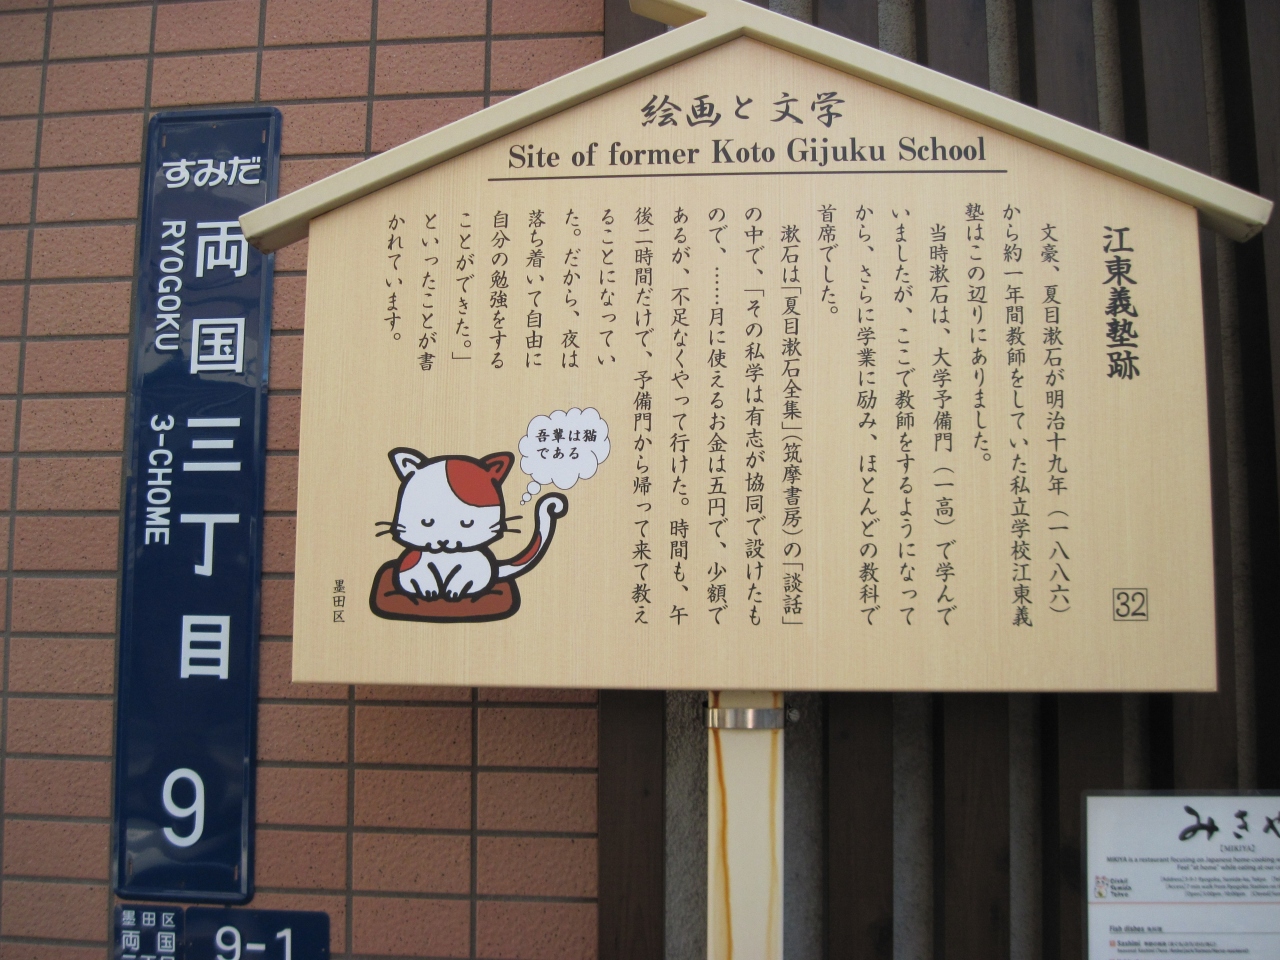 絵画と文学
Site of former Koto Gijuku School
江東義塾跡
32
文豪、夏目漱石が明治十九年（一八八六）
から約一年間教師をしていた私立学校江東義
塾はこの辺りにありました。
当時漱石は、大学予備門（一高）で学んで
いましたが、ここで教師をするようになって
から、さらに学業に励み、ほとんどの教科で
首席でした。
漱石は「夏目漱石全集」（筑摩書房）の「談話」
の中で、「その私学は有志が協同で設けたも
ので、……月に使えるお金は五円で、少額で
あるが、不足なくやって行けた。時間も、午
後二時間だけで、予備門から帰って来て教え
ることになってい
た。だから、夜は
落ち着いて自由に
自分の勉強をする
ことができた。」
といったことが書
かれています。
吾輩は猫
である
墨田区
すみだ
両国三丁目
RYOGOKU 3-CHOME
9
墨田区
両国
9-1
みきや
[MIKIYA]
Fish dishes
Sashimi